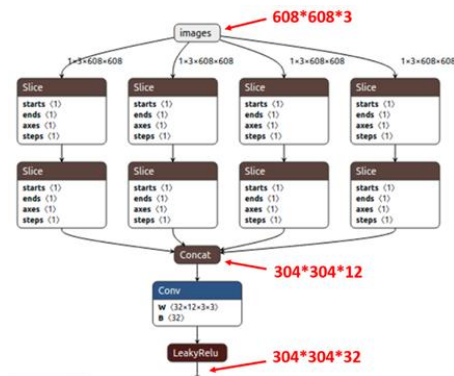 images
608*608*3
1×3×608×608
1×3×608×608
1×3×608×608
1×3×608×608
Slice
starts ⟨1⟩
ends ⟨1⟩
axes ⟨1⟩
steps ⟨1⟩
Slice
starts ⟨1⟩
ends ⟨1⟩
axes ⟨1⟩
steps ⟨1⟩
Slice
starts ⟨1⟩
ends ⟨1⟩
axes ⟨1⟩
steps ⟨1⟩
Slice
starts ⟨1⟩
ends ⟨1⟩
axes ⟨1⟩
steps ⟨1⟩
Slice
starts ⟨1⟩
ends ⟨1⟩
axes ⟨1⟩
steps ⟨1⟩
Slice
starts ⟨1⟩
ends ⟨1⟩
axes ⟨1⟩
steps ⟨1⟩
Slice
starts ⟨1⟩
ends ⟨1⟩
axes ⟨1⟩
steps ⟨1⟩
Slice
starts ⟨1⟩
ends ⟨1⟩
axes ⟨1⟩
steps ⟨1⟩
Concat
304*304*12
Conv
W ⟨32×12×3×3⟩
B ⟨32⟩
LeakyRelu
304*304*32